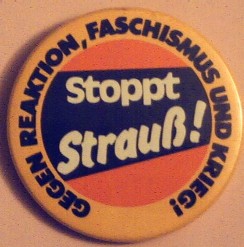 GEGEN REAKTION, FASCHISMUS UND KRIEG!
Stoppt
Strauß!